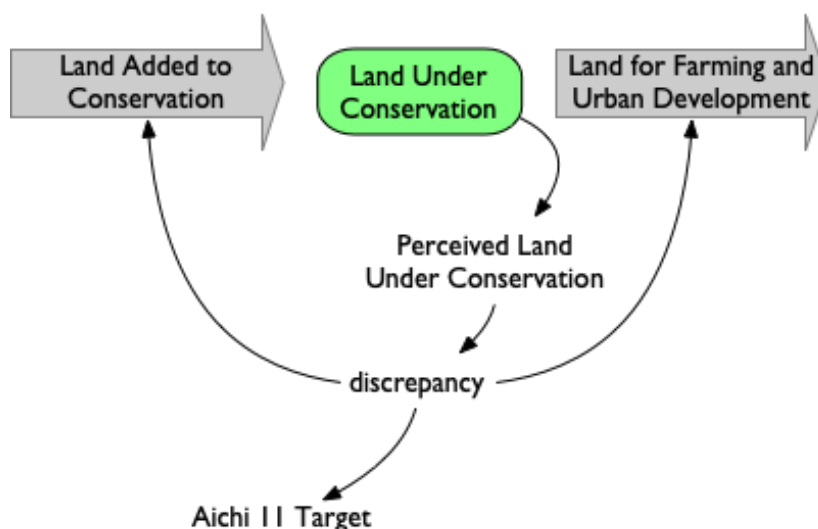 Land Added to
Conservation
Land Under
Conservation
Land for Farming and
Urban Development
Perceived Land
Under Conservation
discrepancy
Aichi 11 Target